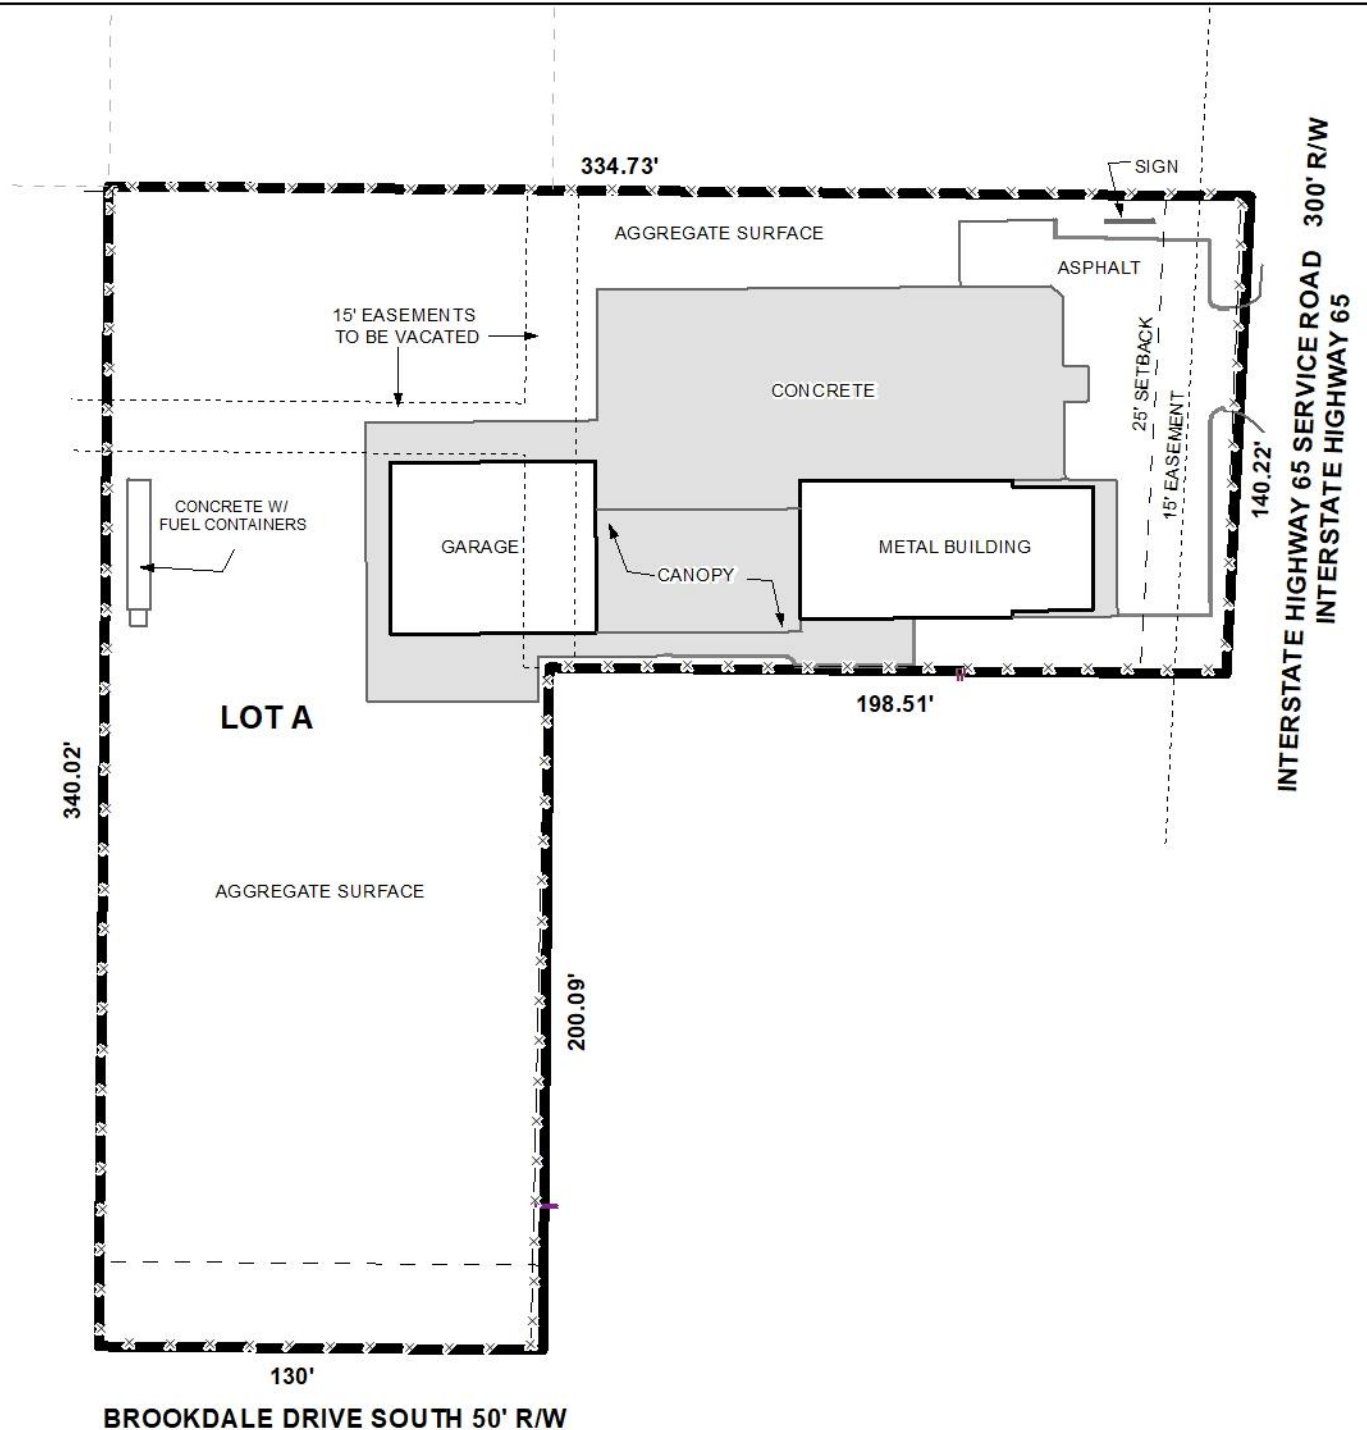 334.73'
SIGN
AGGREGATE SURFACE
ASPHALT
15' EASEMENTS
TO BE VACATED
25' SETBACK
15' EASEMENT
CONCRETE
INTERSTATE HIGHWAY 65 SERVICE ROAD 300' R/W
INTERSTATE HIGHWAY 65
140.22'
CONCRETE W/
FUEL CONTAINERS
GARAGE
CANOPY
METAL BUILDING
198.51'
LOT A
340.02'
AGGREGATE SURFACE
200.09'
130'
BROOKDALE DRIVE SOUTH 50' R/W